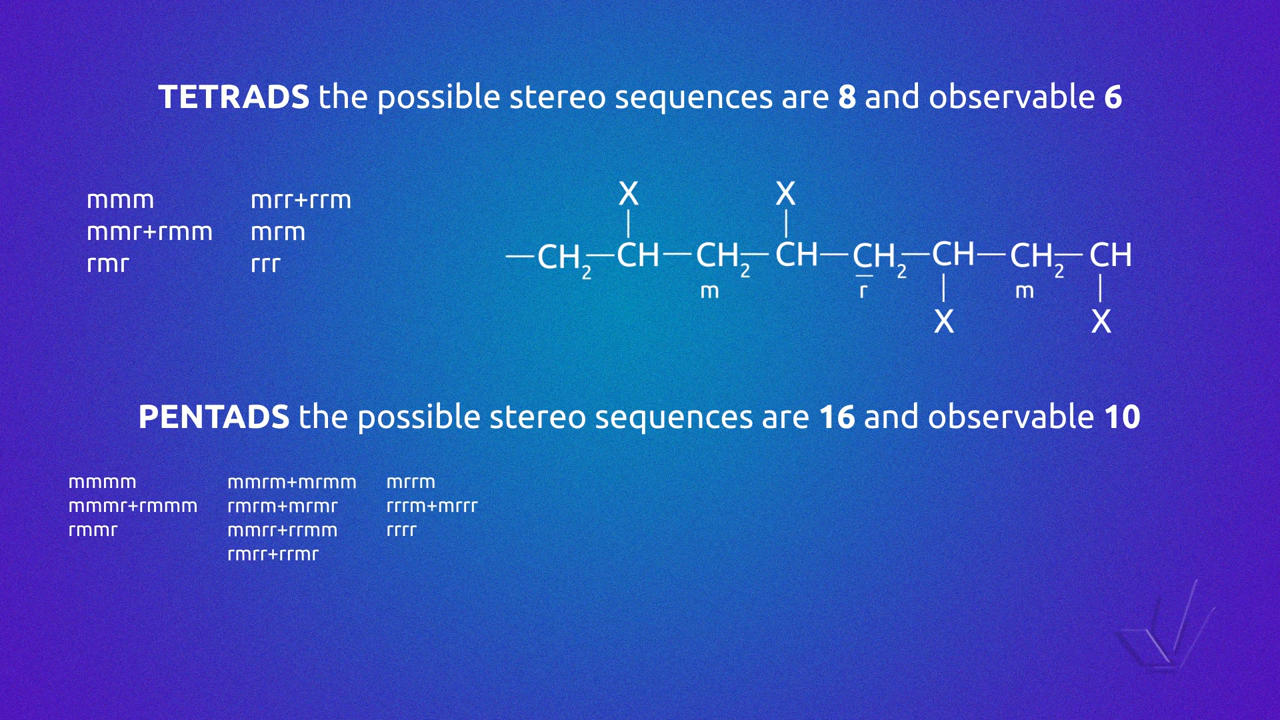 TETRADS the possible stereo sequences are 8 and observable 6
mmm
mmr+rmm
rmr
mrr+rrm
mrm
rrr
X X
—CH₂—CH—CH₂—CH—CH₂—CH—CH₂—CH
m r m
X X
PENTADS the possible stereo sequences are 16 and observable 10
mmmm
mmmr+rmmm
rmmr
mmrm+mrmm
rmrm+mrmr
mmrr+rrmm
rmrr+rrmr
mrrm
rrrm+mrrr
rrrr